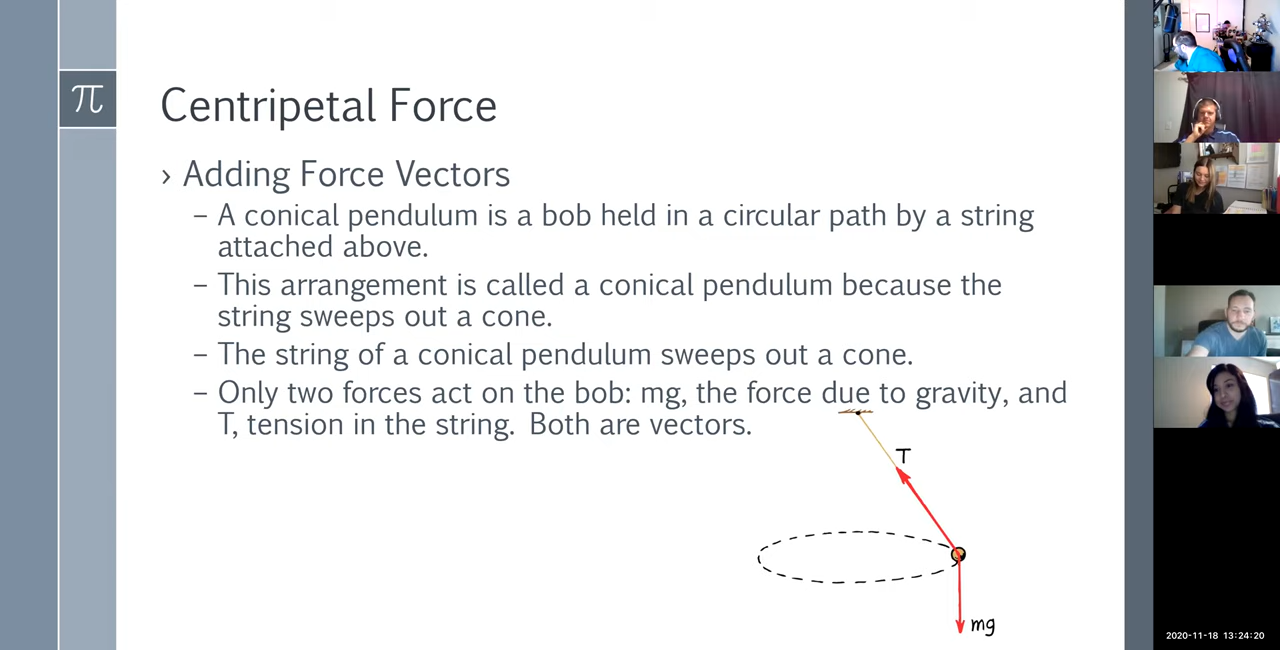 π
Centripetal Force
› Adding Force Vectors
– A conical pendulum is a bob held in a circular path by a string
attached above.
– This arrangement is called a conical pendulum because the
string sweeps out a cone.
– The string of a conical pendulum sweeps out a cone.
– Only two forces act on the bob: mg, the force due to gravity, and
T, tension in the string. Both are vectors.
T
mg
2020-11-18 13:24:20